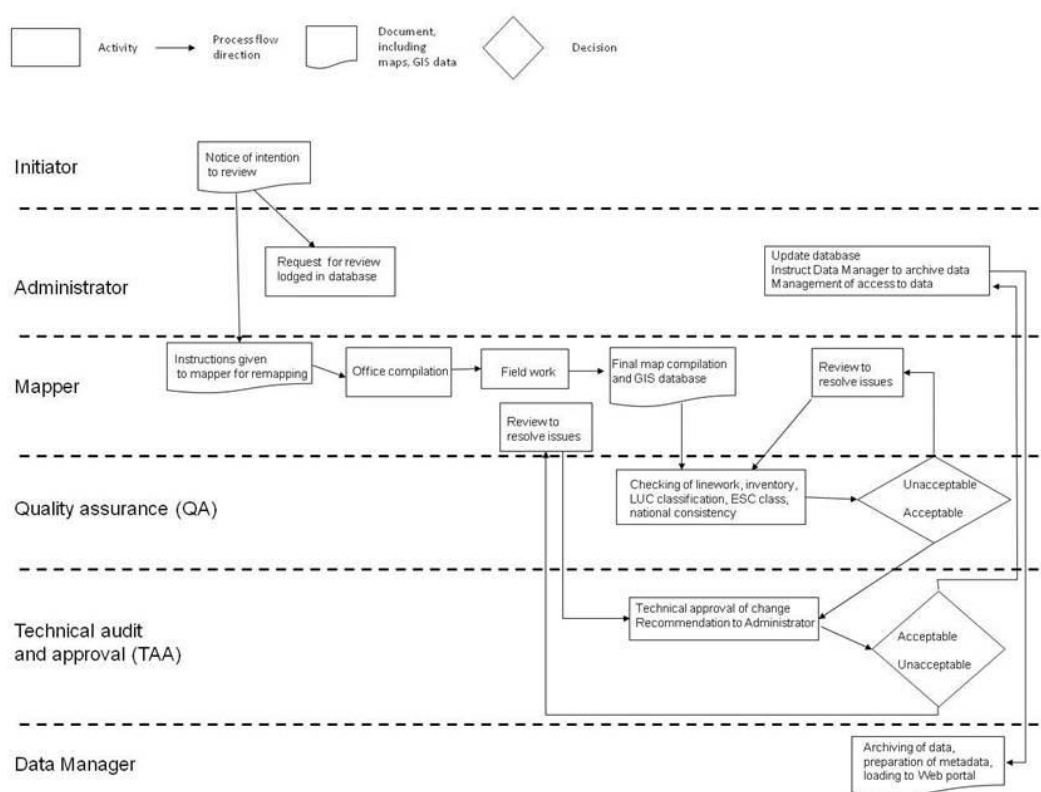 Activity
Process flow
direction
Document,
including
maps, GIS data
Decision
Initiator
Notice of intention
to review
Administrator
Request for review
lodged in database
Update database
Instruct Data Manager to archive data
Management of access to data
Mapper
Instructions given
to mapper for remapping
Office compilation
Field work
Final map compilation
and GIS database
Review to
resolve issues
Review to
resolve issues
Quality assurance (QA)
Checking of linework, inventory,
LUC classification, ESC class,
national consistency
Unacceptable
Acceptable
Technical audit
and approval (TAA)
Technical approval of change
Recommendation to Administrator
Acceptable
Unacceptable
Data Manager
Archiving of data,
preparation of metadata,
loading to Web portal